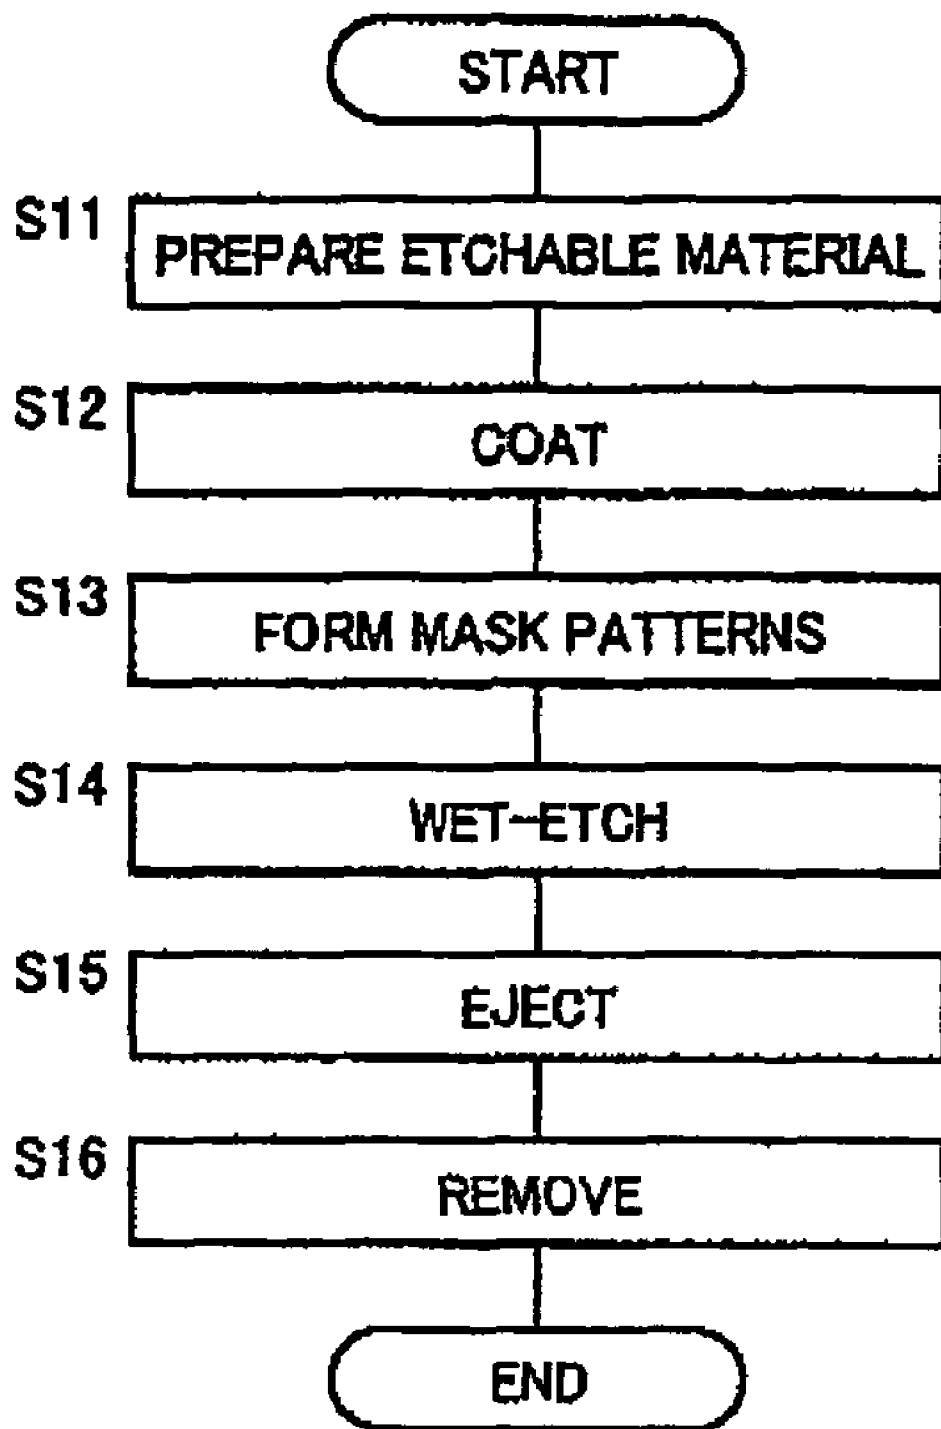 START
S11
PREPARE ETCHABLE MATERIAL
S12
COAT
S13
FORM MASK PATTERNS
S14
WET-ETCH
S15
EJECT
S16
REMOVE
END